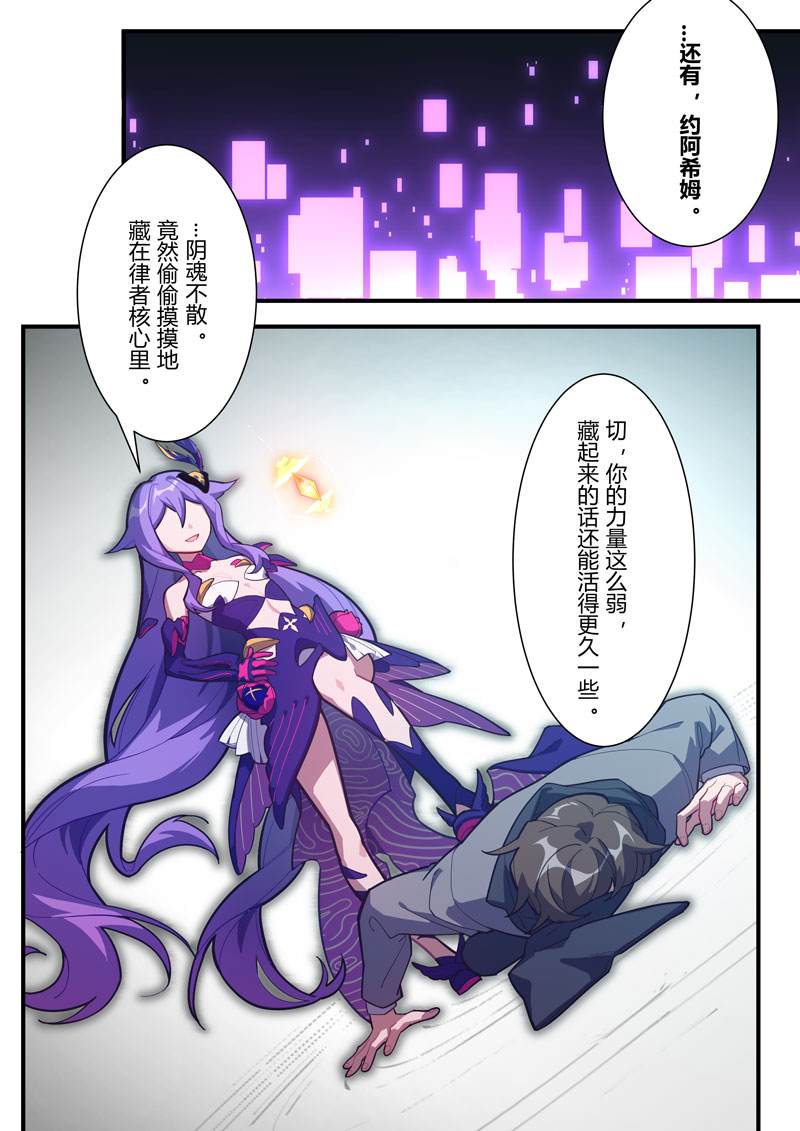 …还有，约阿希姆。
…阴魂不散。
竟然偷偷摸摸地
藏在律者核心里。
切，你的力量这么弱，
藏起来的话还能活得更久一些。